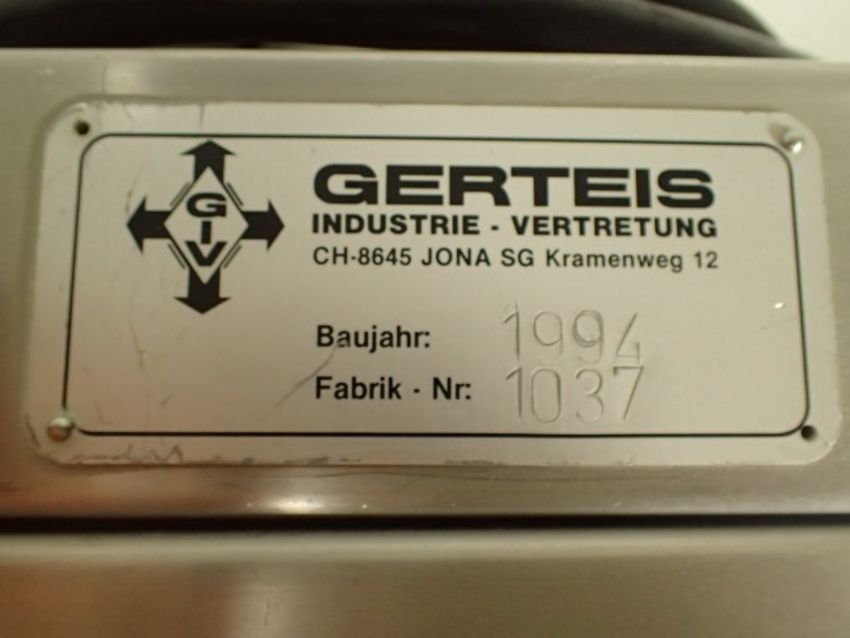 GIV
GERTEIS
INDUSTRIE - VERTRETUNG
CH-8645 JONA SG Kramenweg 12
Baujahr: 1994
Fabrik - Nr: 1037